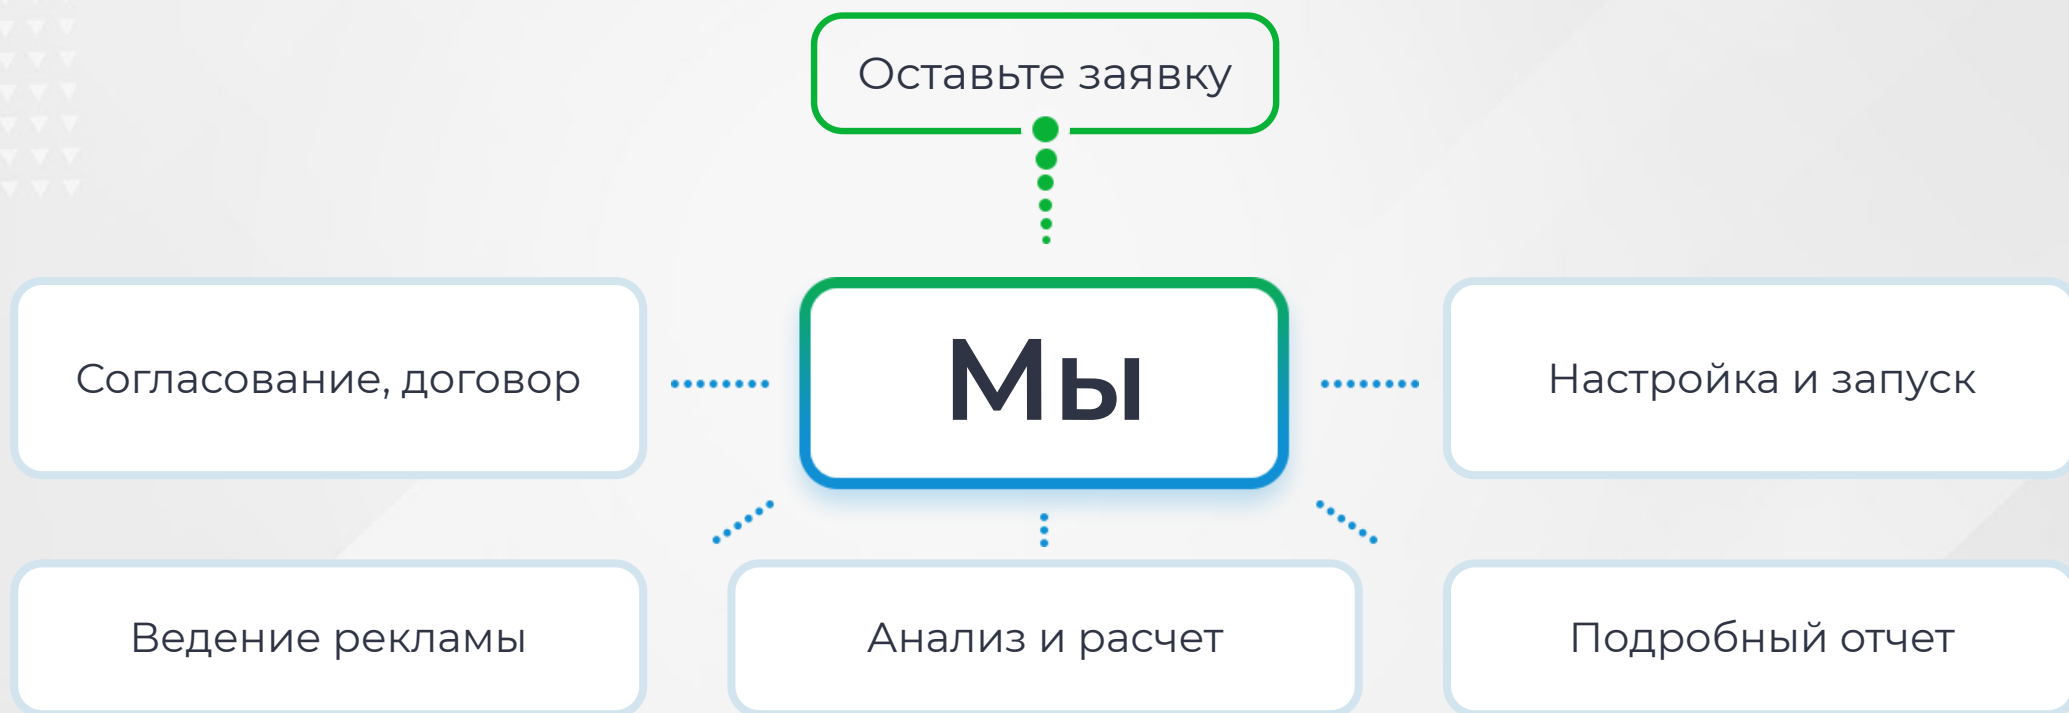 Оставьте заявку
Согласование, договор
Мы
Настройка и запуск
Ведение рекламы
Анализ и расчет
Подробный отчет